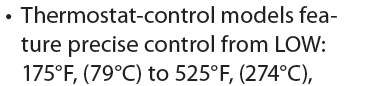 • Thermostat-control models fea-
ture precise control from LOW:
175°F, (79°C) to 525°F, (274°C),